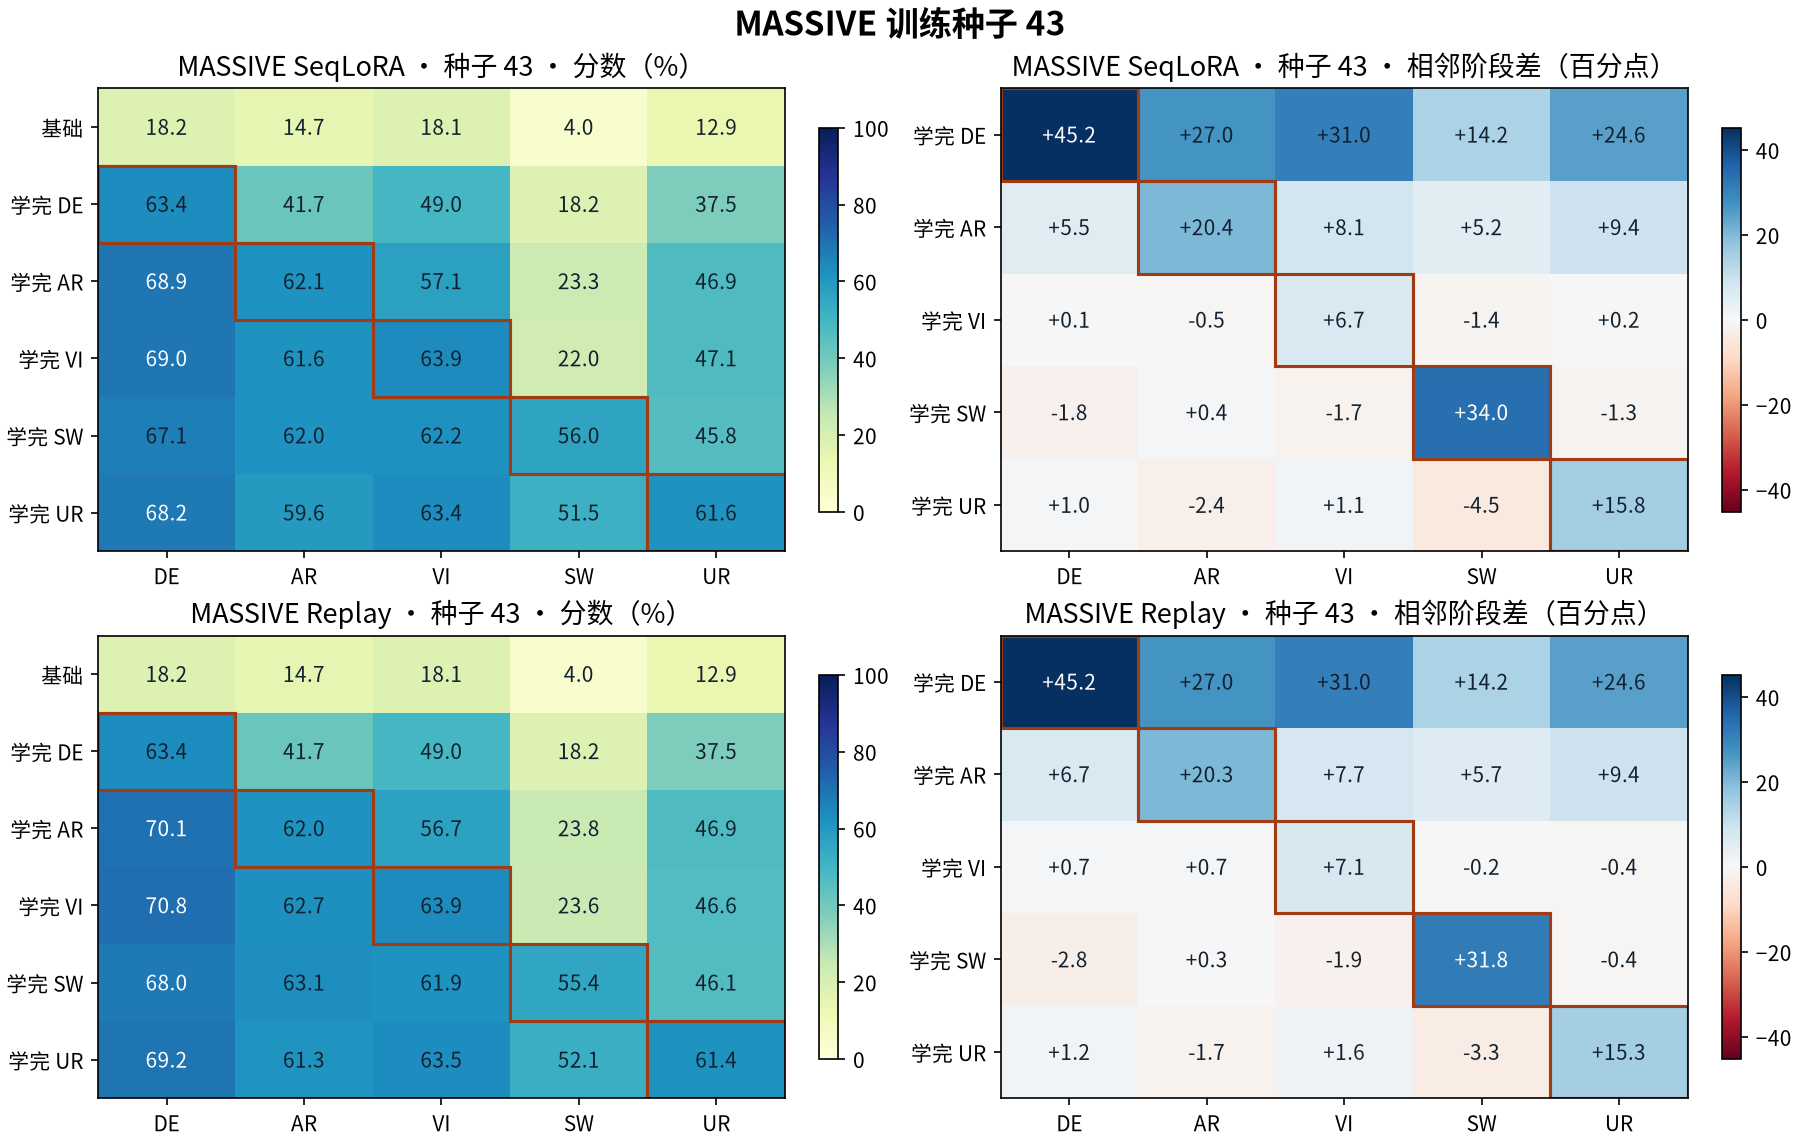 MASSIVE 训练种子 43
MASSIVE SeqLoRA · 种子 43 · 分数（%）
基础 18.2 14.7 18.1 4.0 12.9
学完 DE 63.4 41.7 49.0 18.2 37.5
学完 AR 68.9 62.1 57.1 23.3 46.9
学完 VI 69.0 61.6 63.9 22.0 47.1
学完 SW 67.1 62.0 62.2 56.0 45.8
学完 UR 68.2 59.6 63.4 51.5 61.6
DE AR VI SW UR
100
80
60
40
20
0
MASSIVE SeqLoRA · 种子 43 · 相邻阶段差（百分点）
学完 DE +45.2 +27.0 +31.0 +14.2 +24.6
学完 AR +5.5 +20.4 +8.1 +5.2 +9.4
学完 VI +0.1 -0.5 +6.7 -1.4 +0.2
学完 SW -1.8 +0.4 -1.7 +34.0 -1.3
学完 UR +1.0 -2.4 +1.1 -4.5 +15.8
DE AR VI SW UR
40
20
0
−20
−40
MASSIVE Replay · 种子 43 · 分数（%）
基础 18.2 14.7 18.1 4.0 12.9
学完 DE 63.4 41.7 49.0 18.2 37.5
学完 AR 70.1 62.0 56.7 23.8 46.9
学完 VI 70.8 62.7 63.9 23.6 46.6
学完 SW 68.0 63.1 61.9 55.4 46.1
学完 UR 69.2 61.3 63.5 52.1 61.4
DE AR VI SW UR
100
80
60
40
20
0
MASSIVE Replay · 种子 43 · 相邻阶段差（百分点）
学完 DE +45.2 +27.0 +31.0 +14.2 +24.6
学完 AR +6.7 +20.3 +7.7 +5.7 +9.4
学完 VI +0.7 +0.7 +7.1 -0.2 -0.4
学完 SW -2.8 +0.3 -1.9 +31.8 -0.4
学完 UR +1.2 -1.7 +1.6 -3.3 +15.3
DE AR VI SW UR
40
20
0
−20
−40